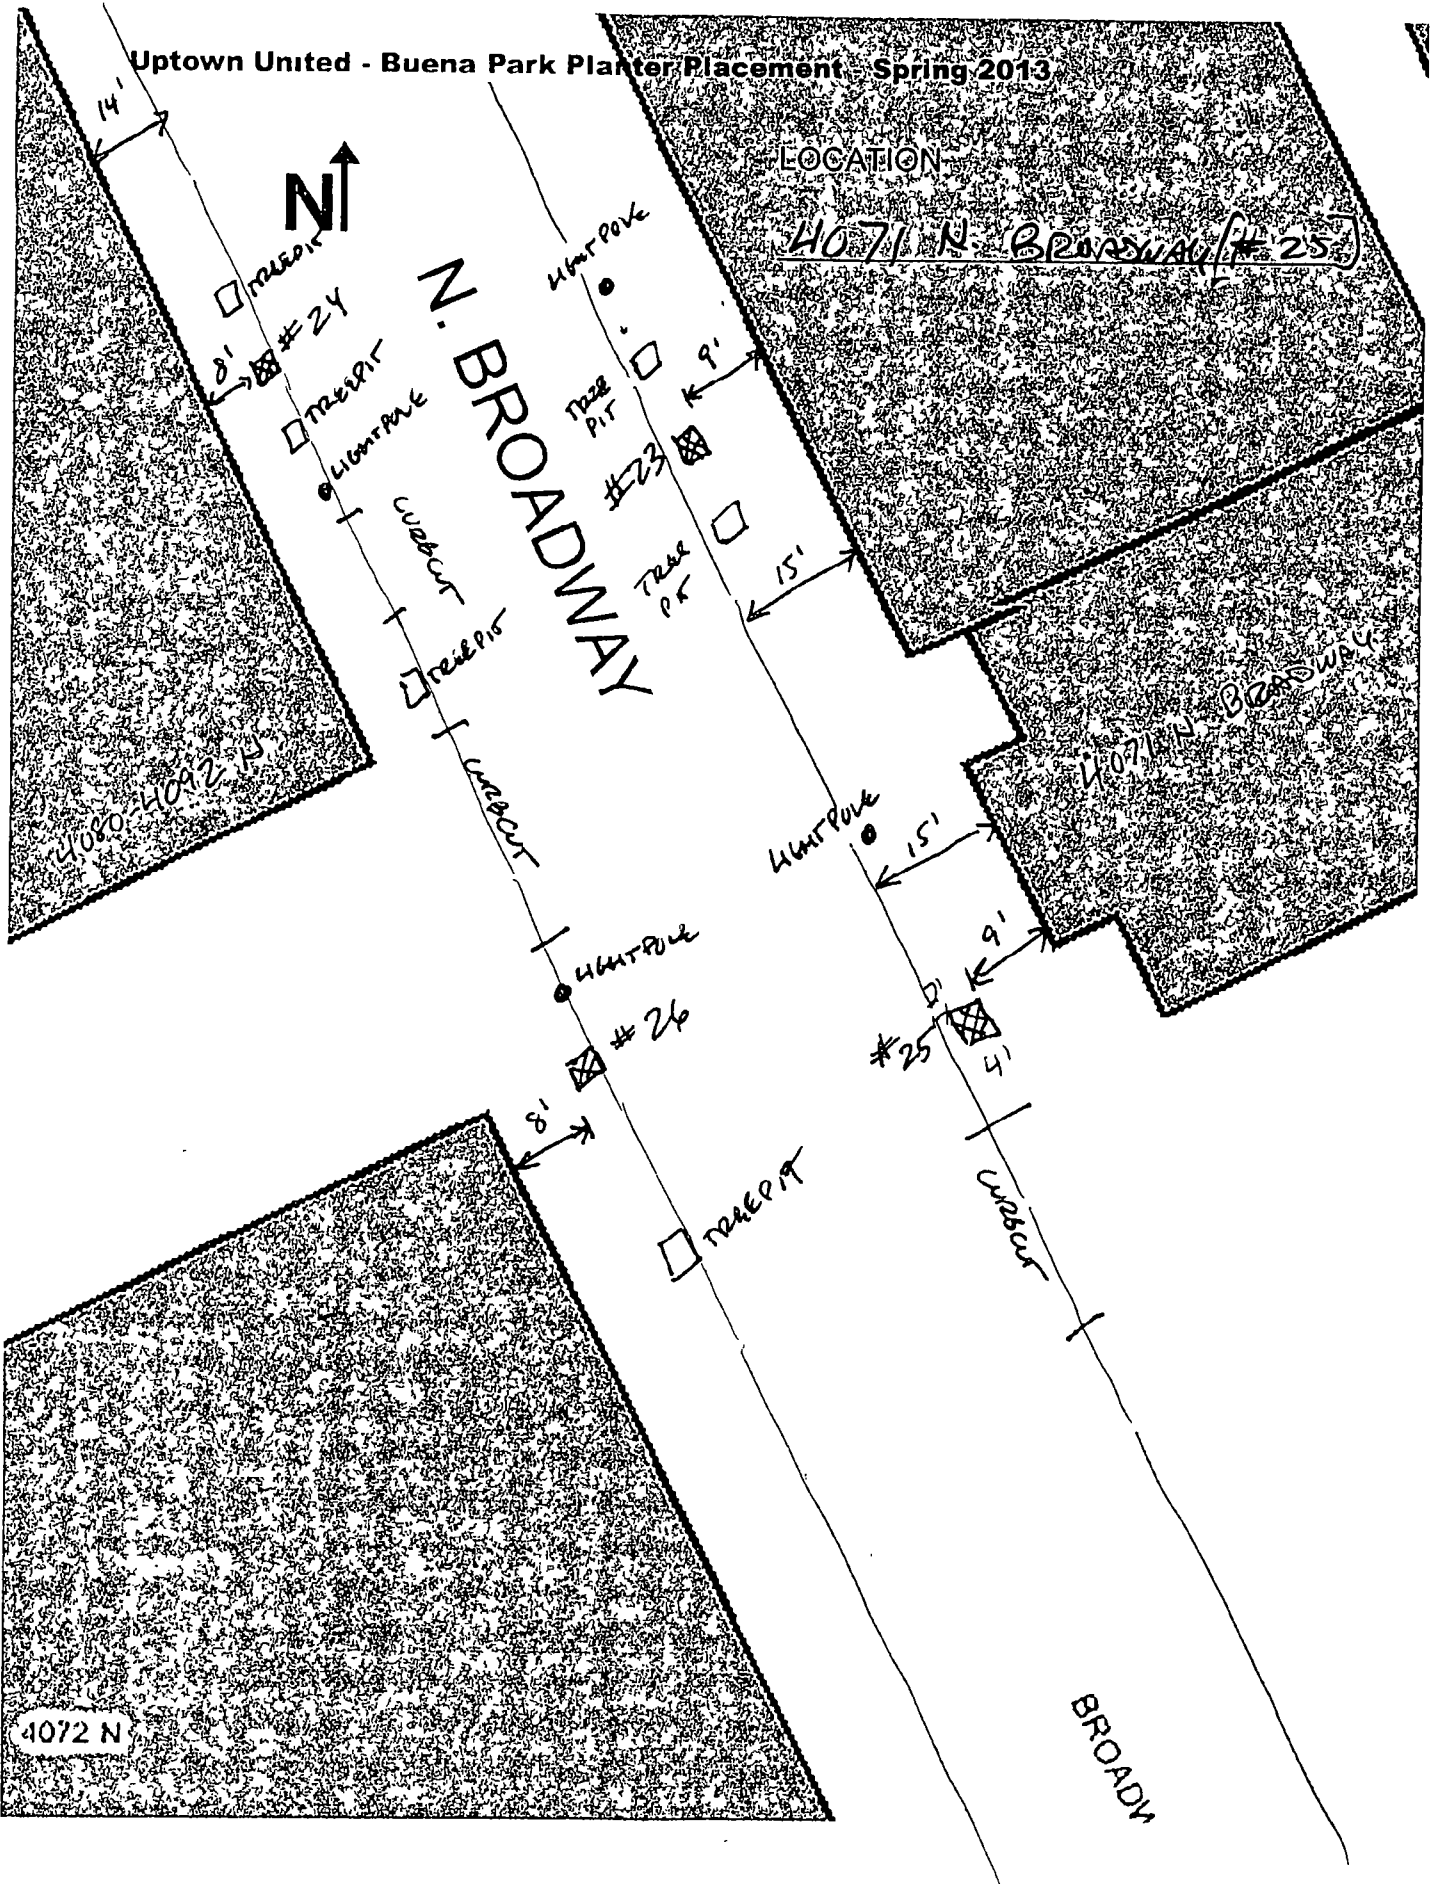 Uptown United - Buena Park Planter Placement - Spring 2013
14'
LOCATION
4071 N. BROADWAY (#25)
N
TREEPIT
#24
8'
TREEPIT
LIGHTPOLE
CURBCUT
TREEPIT
CURBCUT
4080-4092 N
N. BROADWAY
LIGHTPOLE
TREE
PIT
9'
#23
TREE
PIT
15'
4071 N. BROADWAY
LIGHTPOLE
15'
9'
#25
4'
CURBCUT
LIGHTPOLE
#26
8'
TREEPIT
4072 N
BROADW